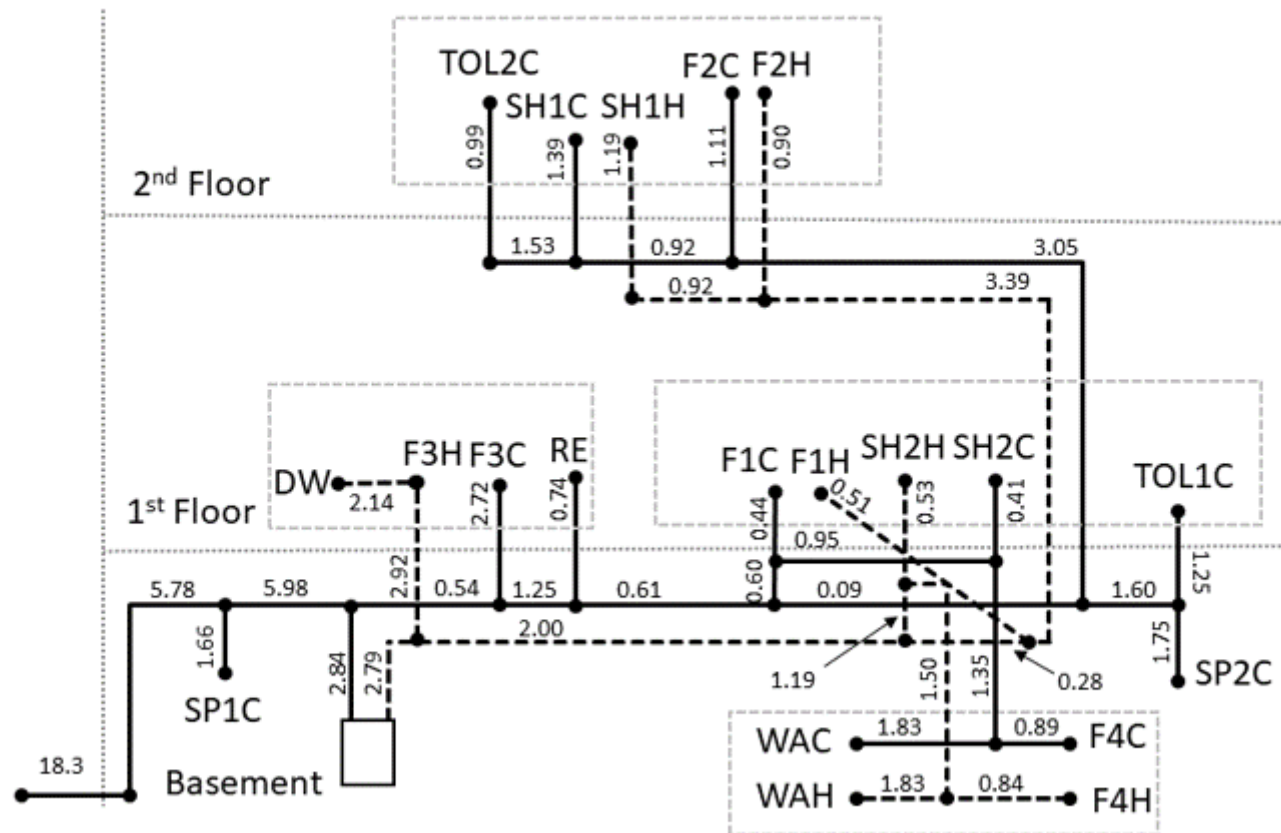 TOL2C
F2C F2H
SH1C SH1H
0.99
1.39
1.19
1.11
0.90
2nd Floor
1.53
0.92
3.05
0.92
3.39
DW
F3H F3C RE
2.14
2.72
0.74
F1C F1H SH2H SH2C
0.44
0.51
0.53
0.41
TOL1C
1st Floor
0.95
5.78
5.98
2.92
0.54
1.25
0.61
0.60
0.09
1.60
1.25
2.00
1.66
2.84
2.79
1.19
1.50
1.35
0.28
1.75
SP1C
SP2C
WAC
1.83
0.89
F4C
18.3
Basement
WAH
1.83
0.84
F4H